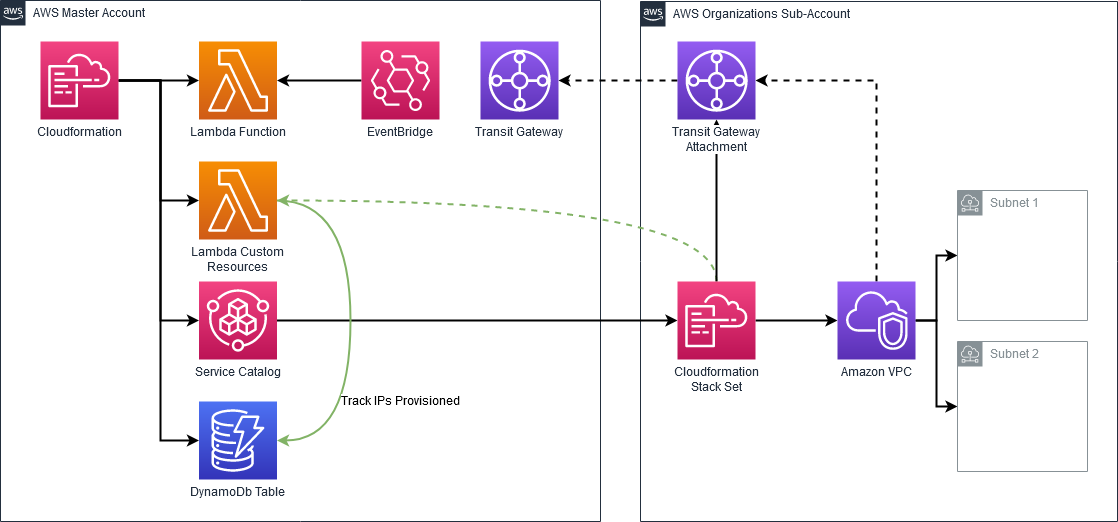 aws
AWS Master Account
aws
AWS Organizations Sub-Account
Cloudformation
Lambda Function
EventBridge
Transit Gateway
Transit Gateway
Attachment
Lambda Custom
Resources
Subnet 1
Service Catalog
Cloudformation
Stack Set
Amazon VPC
Subnet 2
Track IPs Provisioned
DynamoDb Table